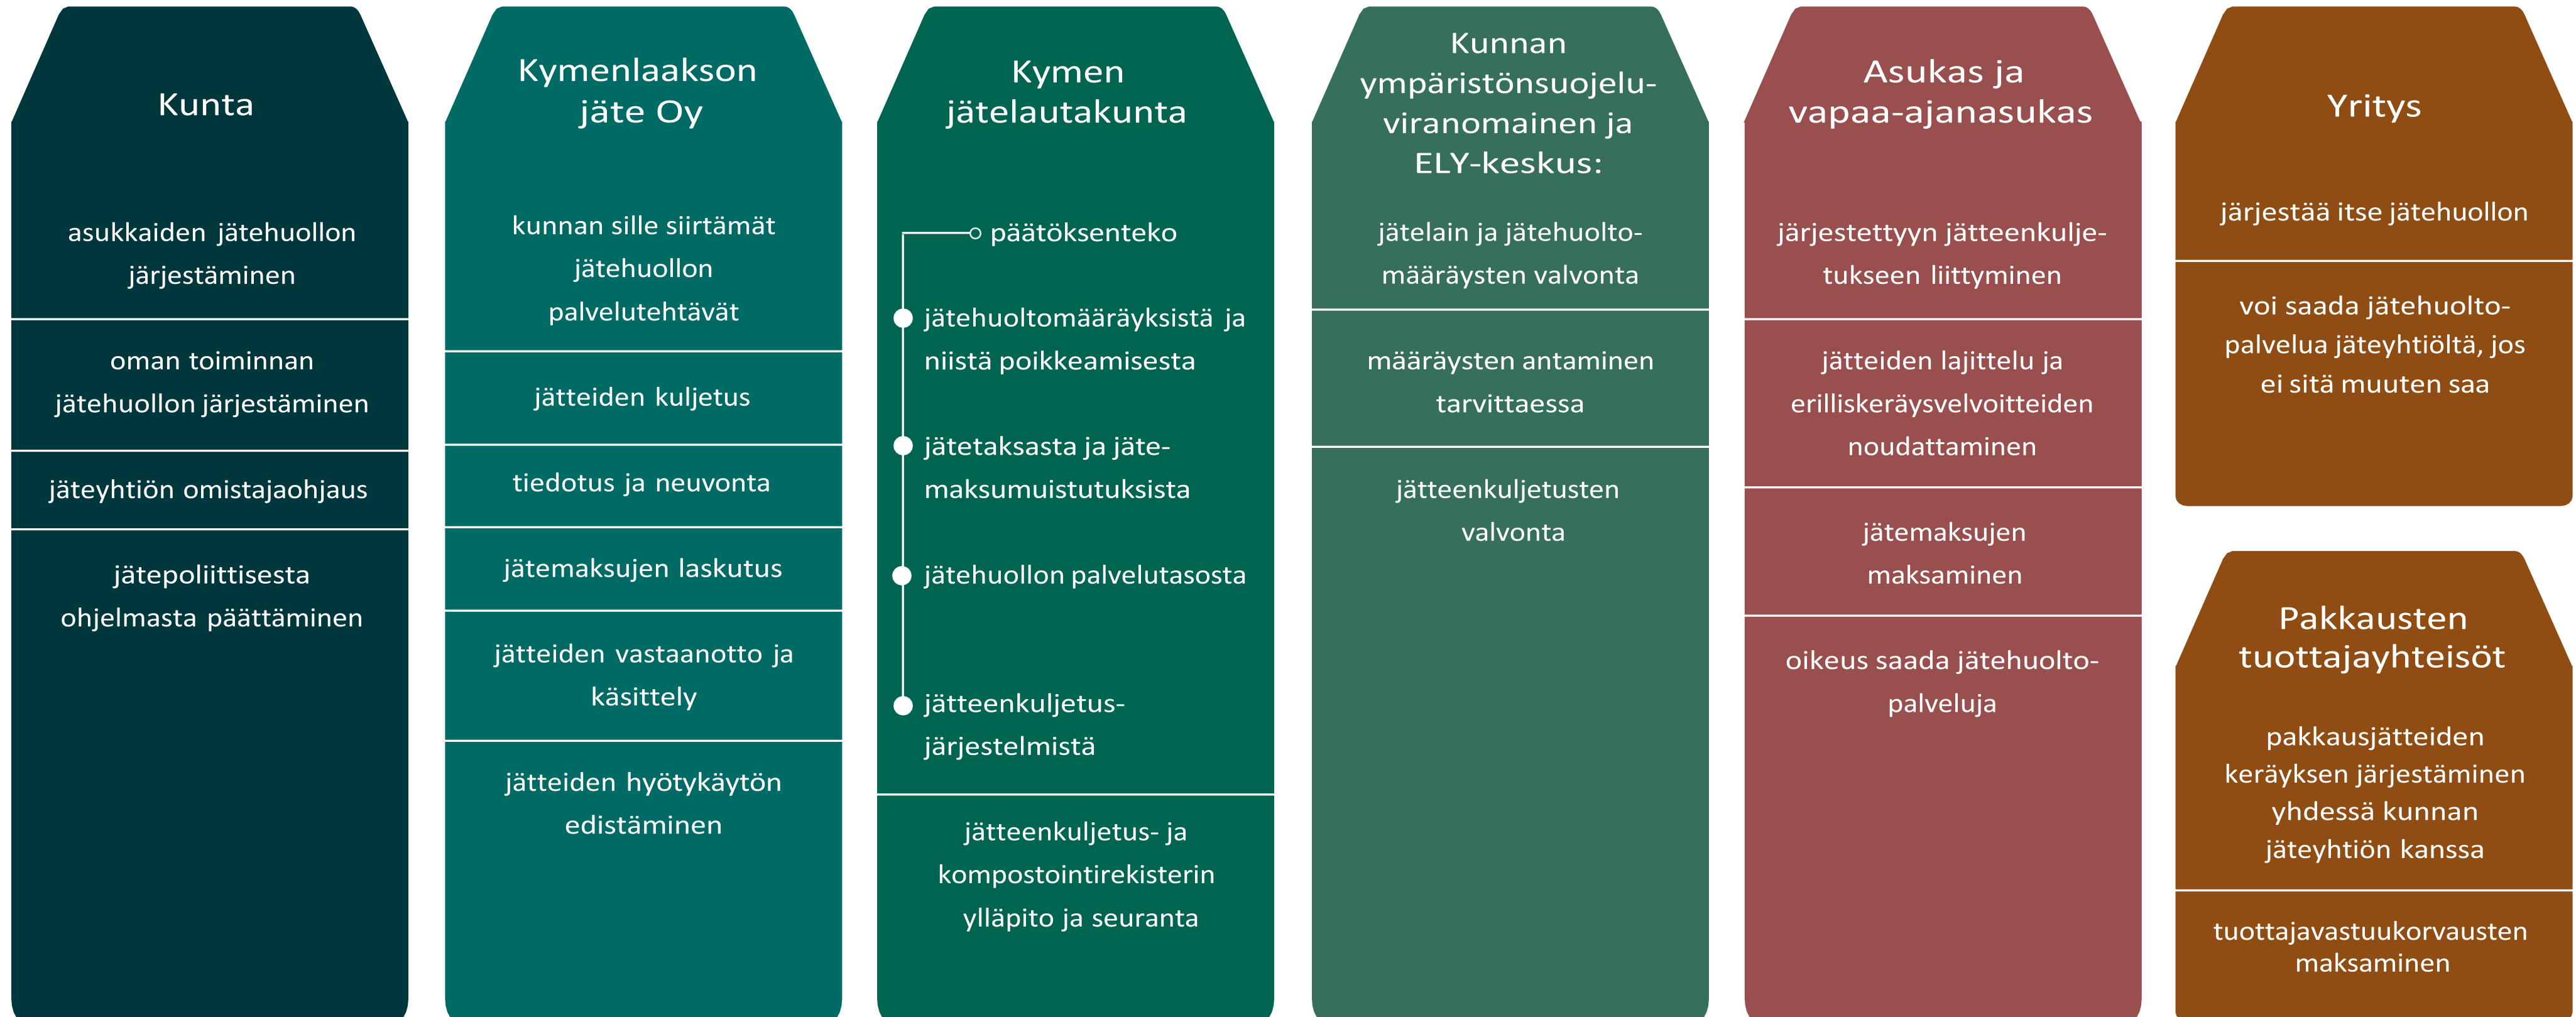 Kunta
asukkaiden jätehuollon
järjestäminen
oman toiminnan
jätehuollon järjestäminen
jäteyhtiön omistajaohjaus
jätepoliittisesta
ohjelmasta päättäminen
Kymenlaakson
jäte Oy
kunnan sille siirtämät
jätehuollon
palvelutehtävät
jätteiden kuljetus
tiedotus ja neuvonta
jätemaksujen laskutus
jätteiden vastaanotto ja
käsittely
jätteiden hyötykäytön
edistäminen
Kymen
jätelautakunta
päätöksenteko
jätehuoltomääräyksistä ja
niistä poikkeamisesta
jätetaksasta ja jäte-
maksumuistutuksista
jätehuollon palvelutasosta
jätteenkuljetus-
järjestelmistä
jätteenkuljetus- ja
kompostointirekisterin
ylläpito ja seuranta
Kunnan
ympäristönsuojelu-
viranomainen ja
ELY-keskus:
jätelain ja jätehuolto-
määräysten valvonta
määräysten antaminen
tarvittaessa
jätteenkuljetusten
valvonta
Asukas ja
vapaa-ajanasukas
järjestettyyn jätteenkulje-
tukseen liittyminen
jätteiden lajittelu ja
erilliskeräysvelvoitteiden
noudattaminen
jätemaksujen
maksaminen
oikeus saada jätehuolto-
palveluja
Yritys
järjestää itse jätehuollon
voi saada jätehuolto-
palvelua jäteyhtiöltä, jos
ei sitä muuten saa
Pakkausten
tuottajayhteisöt
pakkausjätteiden
keräyksen järjestäminen
yhdessä kunnan
jäteyhtiön kanssa
tuottajavastuukorvausten
maksaminen